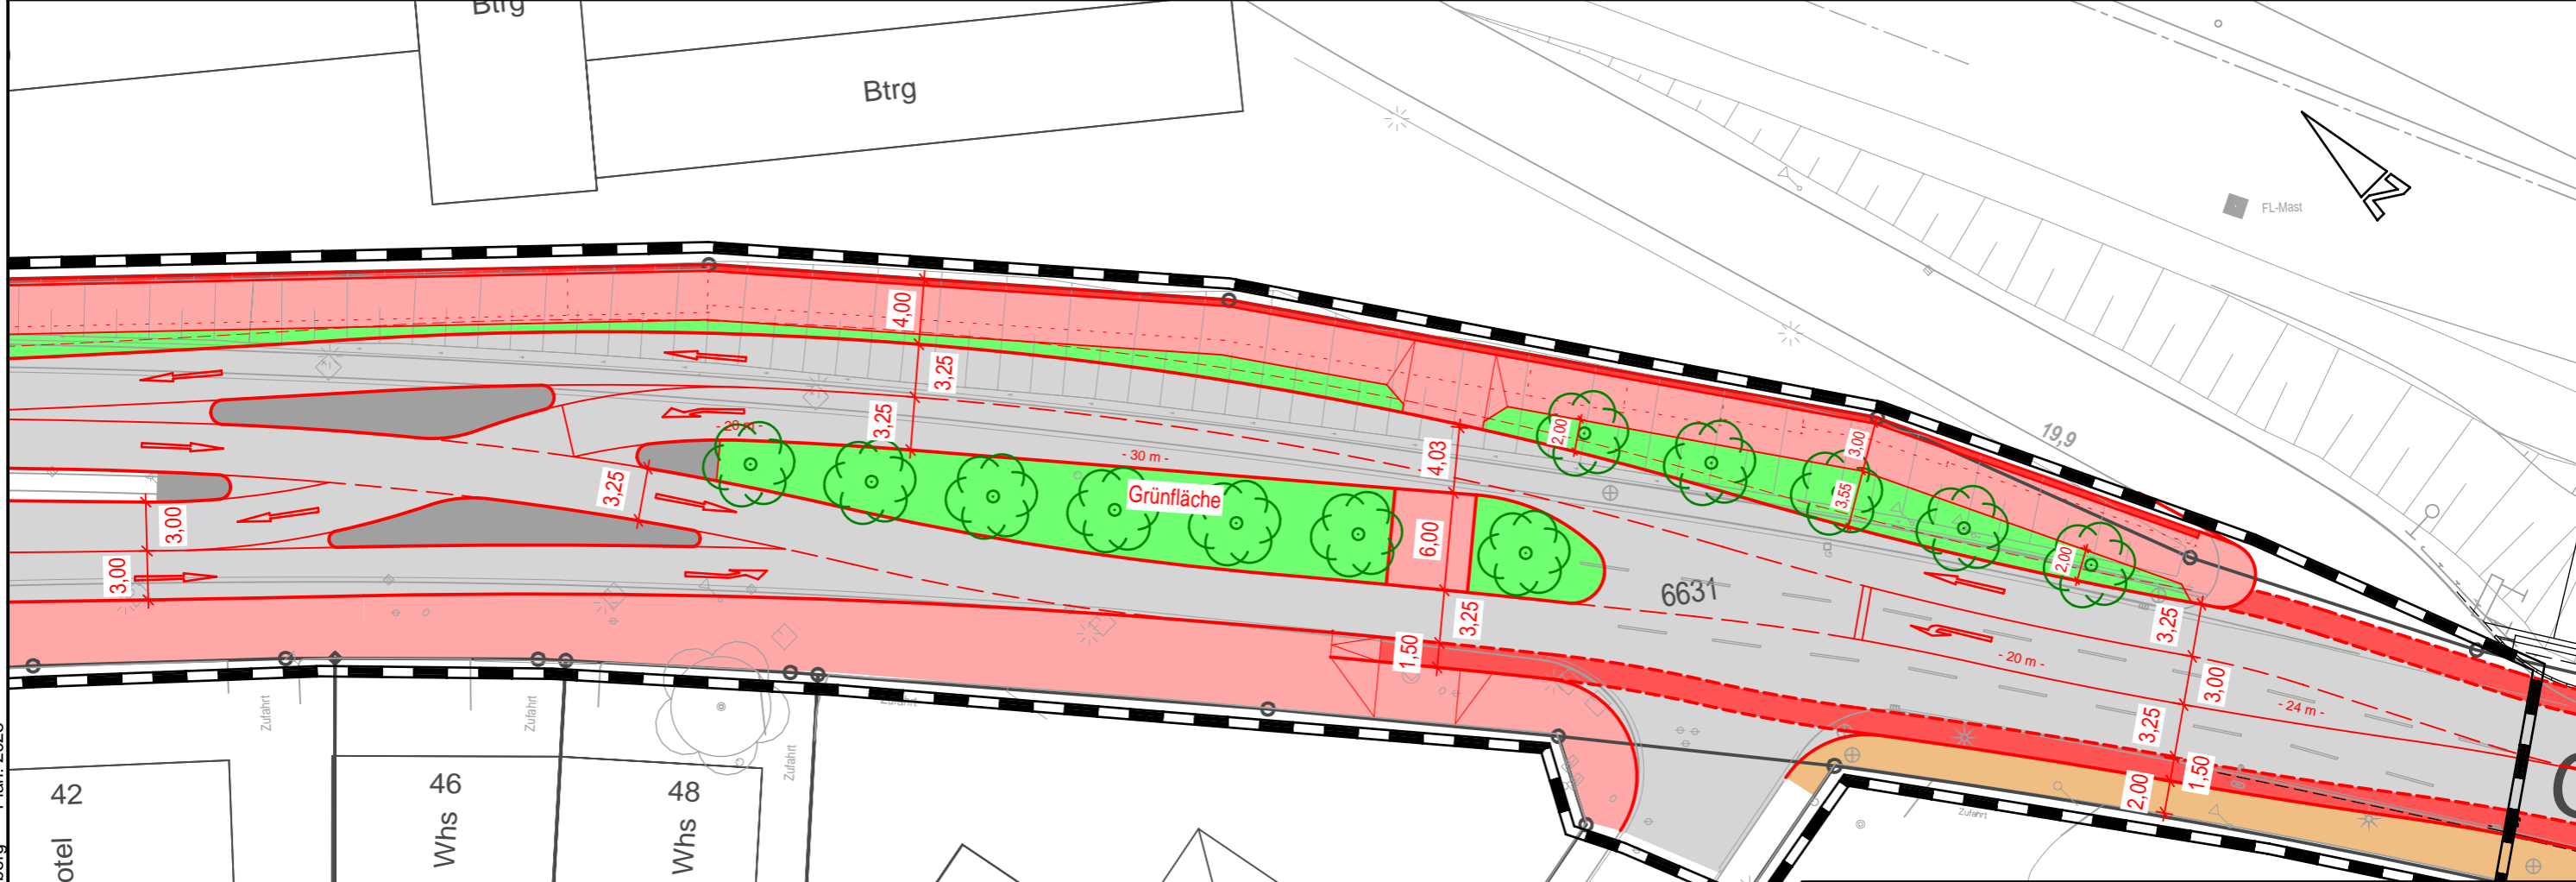 Btrg
Btrg
FL-Mast
19,9
4,00
3,25
3,25
- 20 m -
- 30 m -
Grünfläche
4,03
2,00
3,00
3,55
2,00
3,25
3,00
3,00
6,00
3,25
1,50
6631
3,25
- 20 m -
3,00
- 24 m -
3,25
1,50
2,00
Zufahrt
Zufahrt
Zufahrt
Zufahrt
Zufahrt
42
otel
46
Whs
48
Whs
N